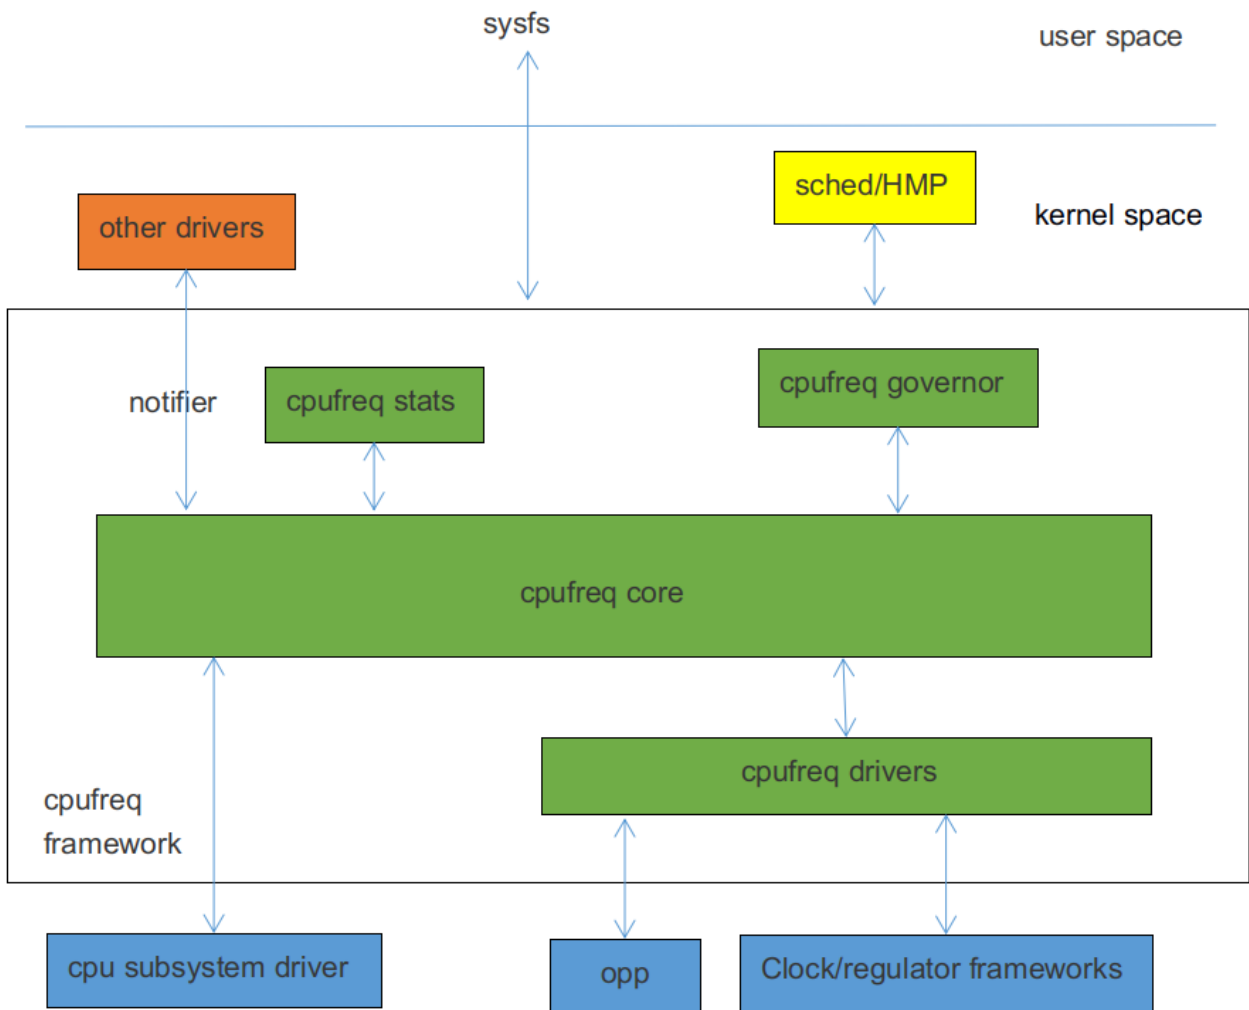 sysfs
user space
sched/HMP
other drivers
kernel space
notifier
cpufreq stats
cpufreq governor
cpufreq core
cpufreq drivers
cpufreq
framework
cpu subsystem driver
opp
Clock/regulator frameworks